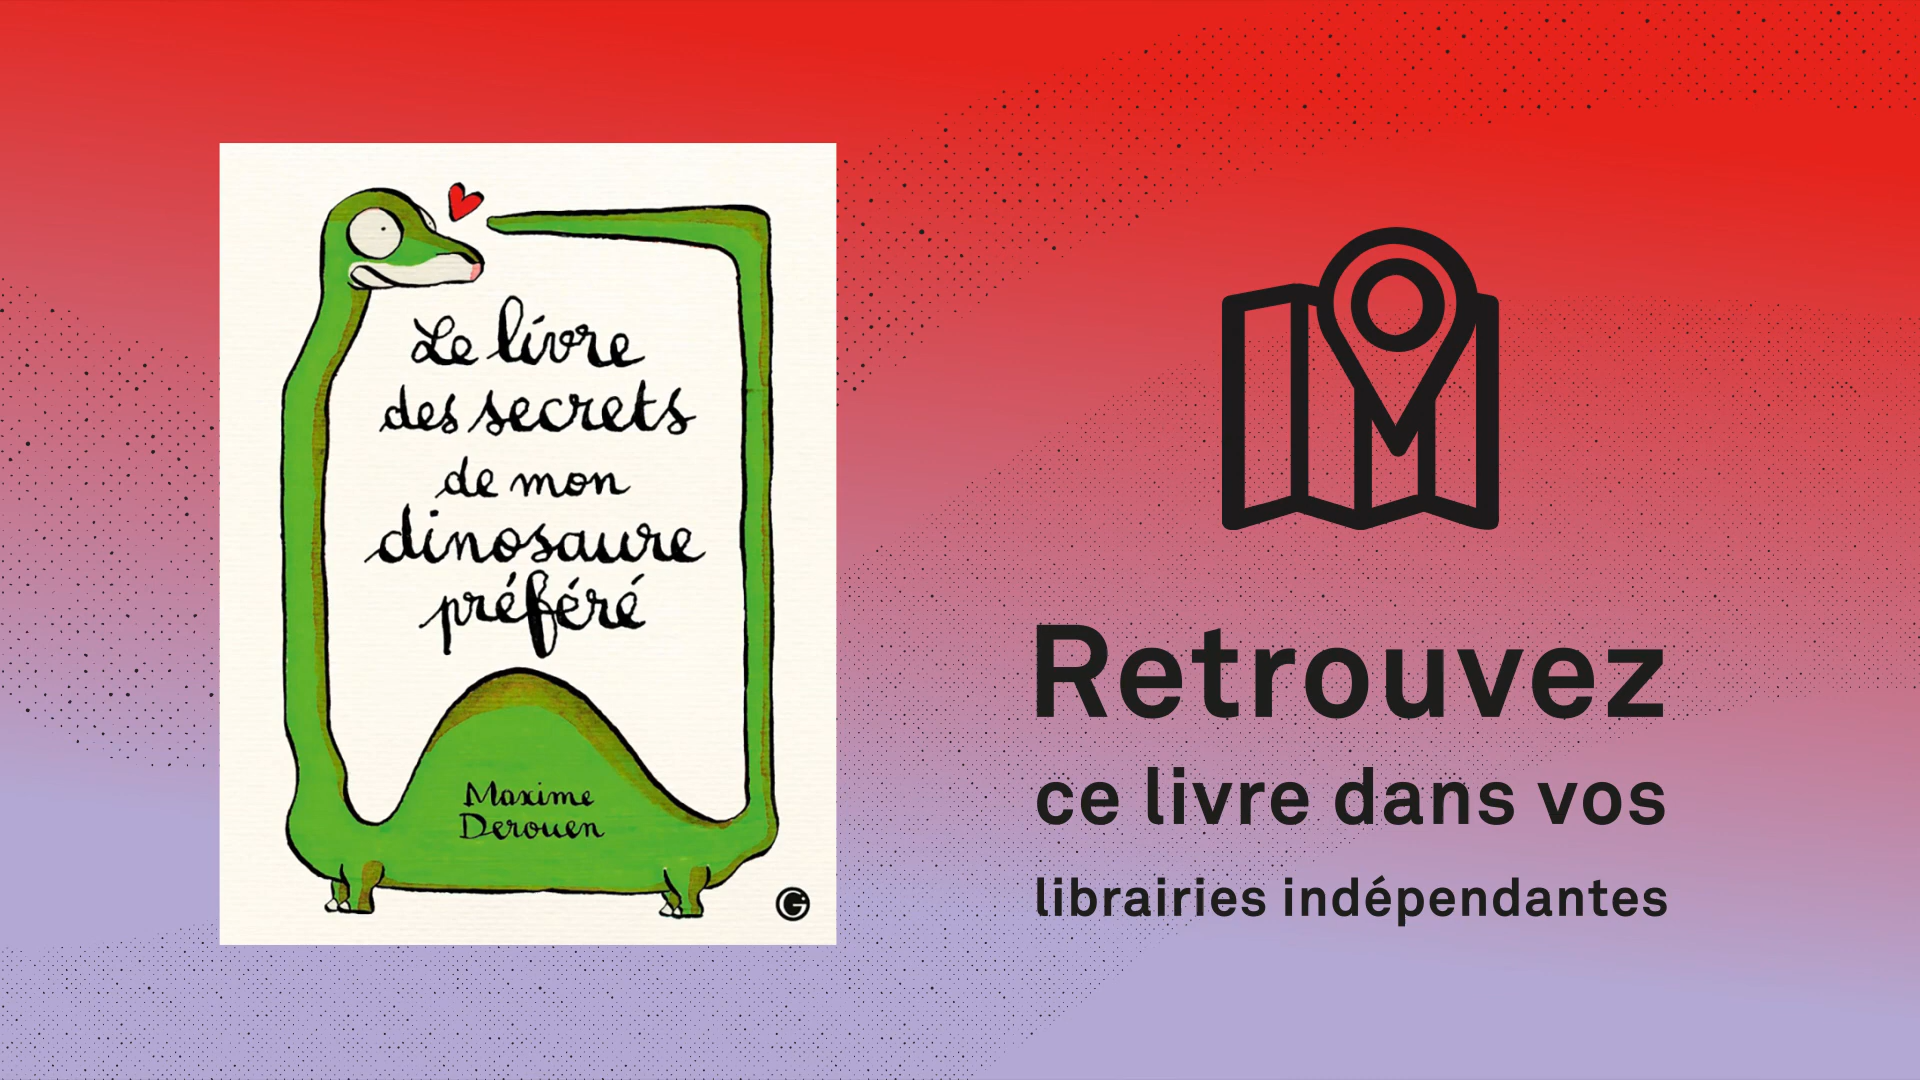 Le livre
des secrets
de mon
dinosaure
préféré
Maxime
Derouen
G
M
Retrouvez
ce livre dans vos
librairies indépendantes